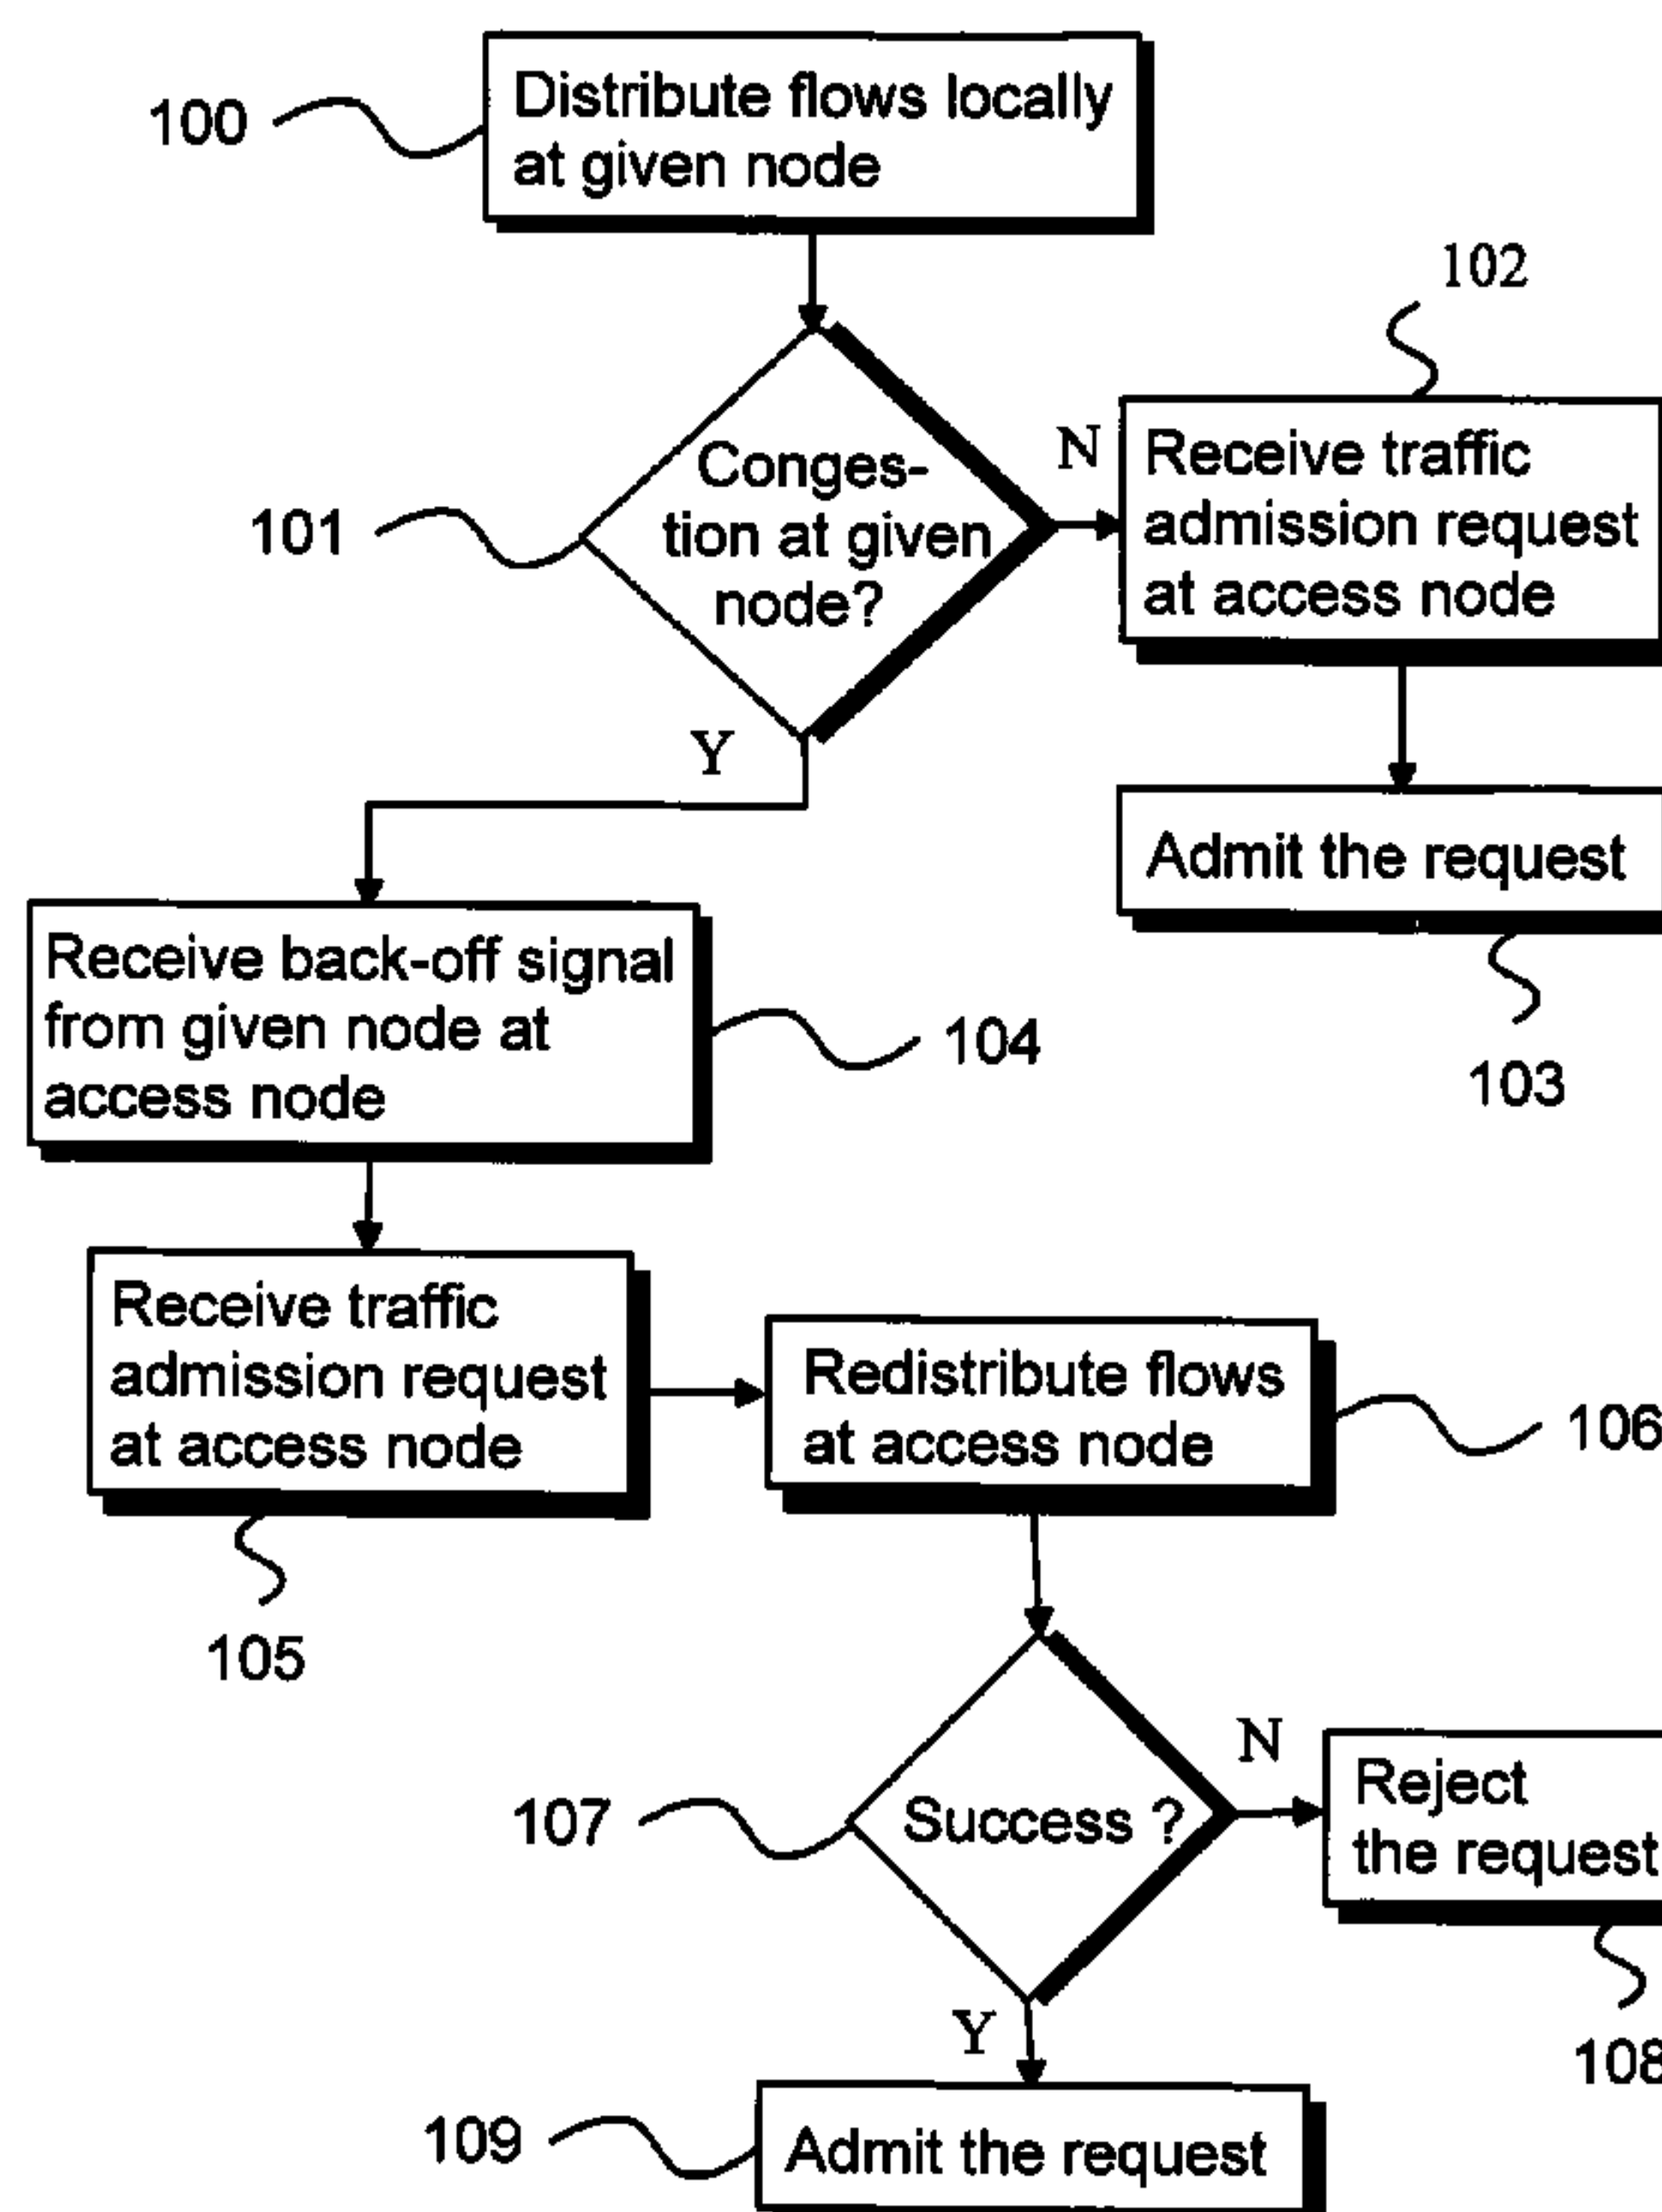 100
Distribute flows locally
at given node
102
101
Conges-
tion at given
node?
N
Y
Receive traffic
admission request
at access node
Admit the request
103
Receive back-off signal
from given node at
access node
104
Receive traffic
admission request
at access node
105
Redistribute flows
at access node
106
107
Success ?
N
Y
Reject
the request
108
109
Admit the request